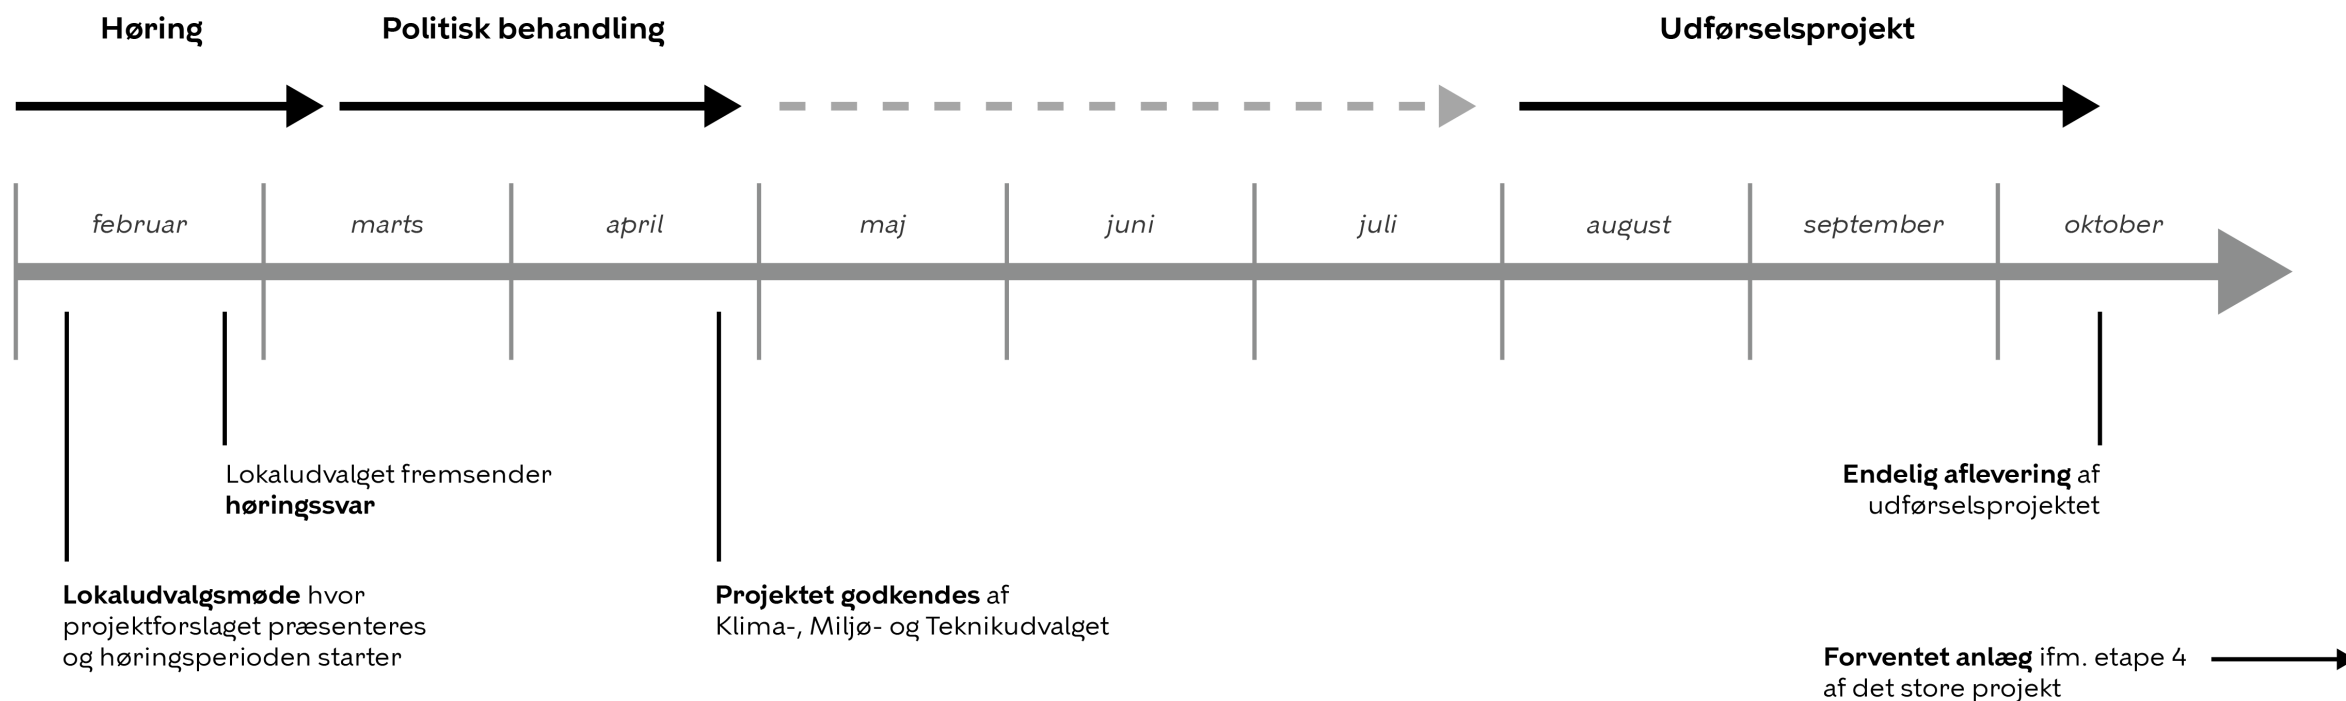 Høring
Politisk behandling
Udførselsprojekt
februar
marts
april
maj
juni
juli
august
september
oktober
Lokaludvalget fremsender
høringssvar
Endelig aflevering af
udførselsprojektet
Lokaludvalgsmøde hvor
projektforslaget præsenteres
og høringsperioden starter
Projektet godkendes af
Klima-, Miljø- og Teknikudvalget
Forventet anlæg ifm. etape 4
af det store projekt